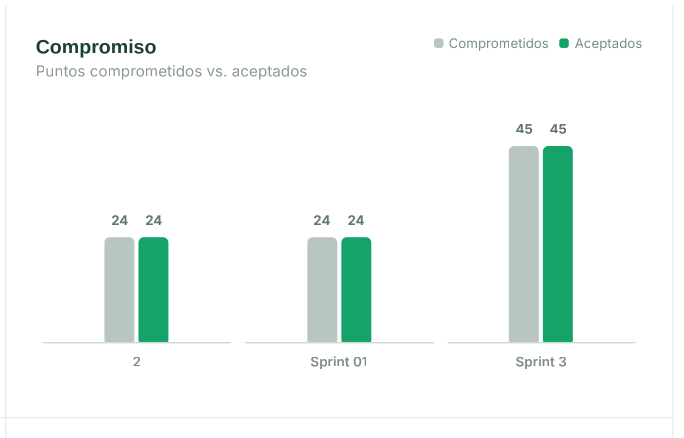 Compromiso
Puntos comprometidos vs. aceptados
Comprometidos Aceptados
24 24 24 24 45 45
2 Sprint 01 Sprint 3